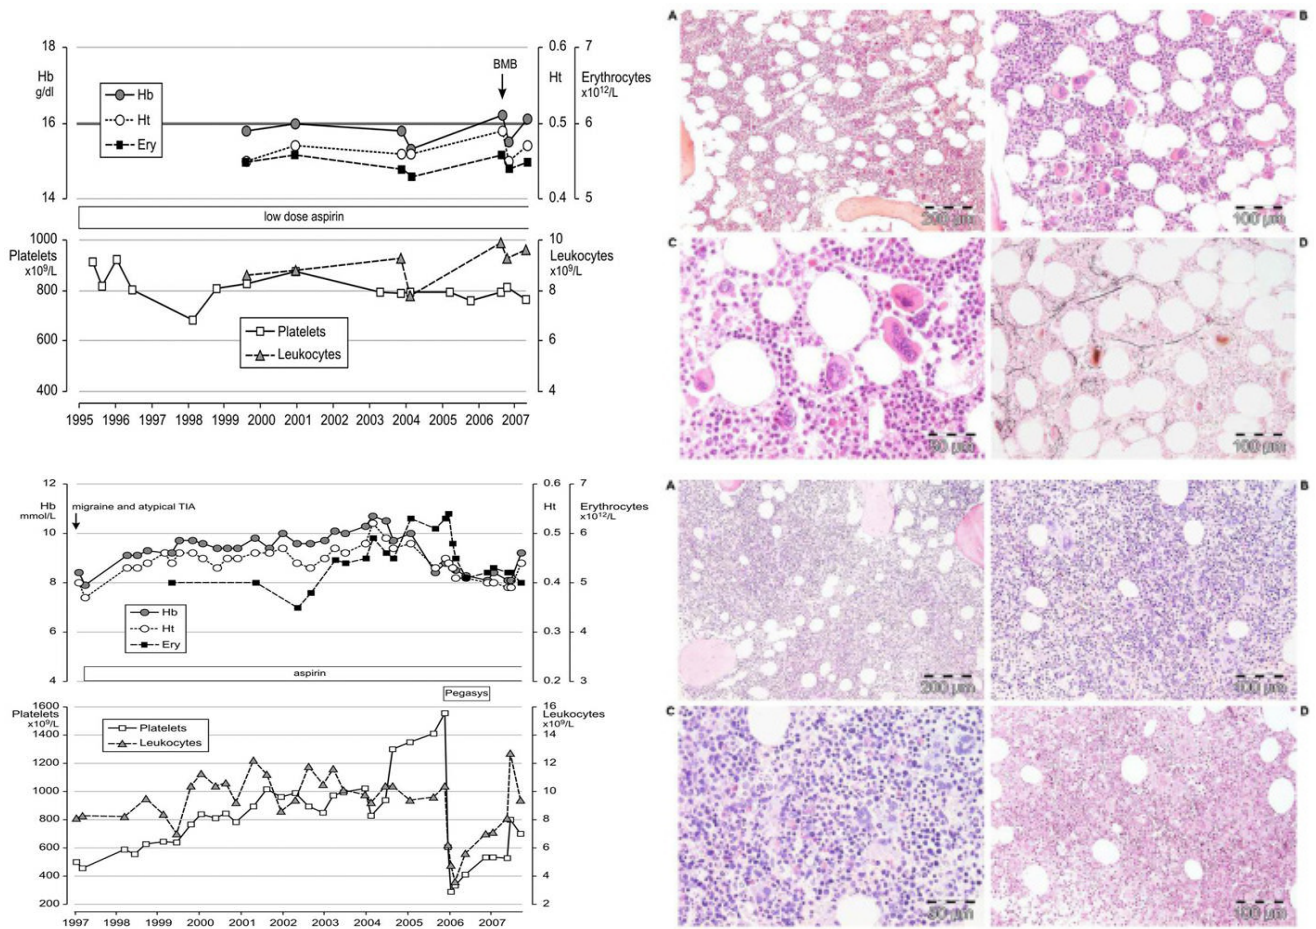 18
Hb
g/dl
16
14
Hb
Ht
Ery
BMB
0.6
Ht
0.5
0.4
7
Erythrocytes
x10¹²/L
6
5
low dose aspirin
1000
Platelets
x10⁹/L
800
600
400
Platelets
Leukocytes
10
Leukocytes
x10⁹/L
8
6
4
1995 1996 1997 1998 1999 2000 2001 2002 2003 2004 2005 2006 2007
A
200 µm
B
100 µm
C
50 µm
D
100 µm
12
Hb
mmol/L
10
8
6
4
migraine and atypical TIA
Hb
Ht
Ery
0.6
Ht
0.5
0.4
0.3
0.2
7
Erythrocytes
x10¹²/L
6
5
4
3
aspirin
Pegasys
1600
Platelets
x10⁹/L
1400
1200
1000
800
600
400
200
Platelets
Leukocytes
16
Leukocytes
x10⁹/L
14
12
10
8
6
4
2
1997 1998 1999 2000 2001 2002 2003 2004 2005 2006 2007
A
200 µm
B
100 µm
C
50 µm
D
100 µm